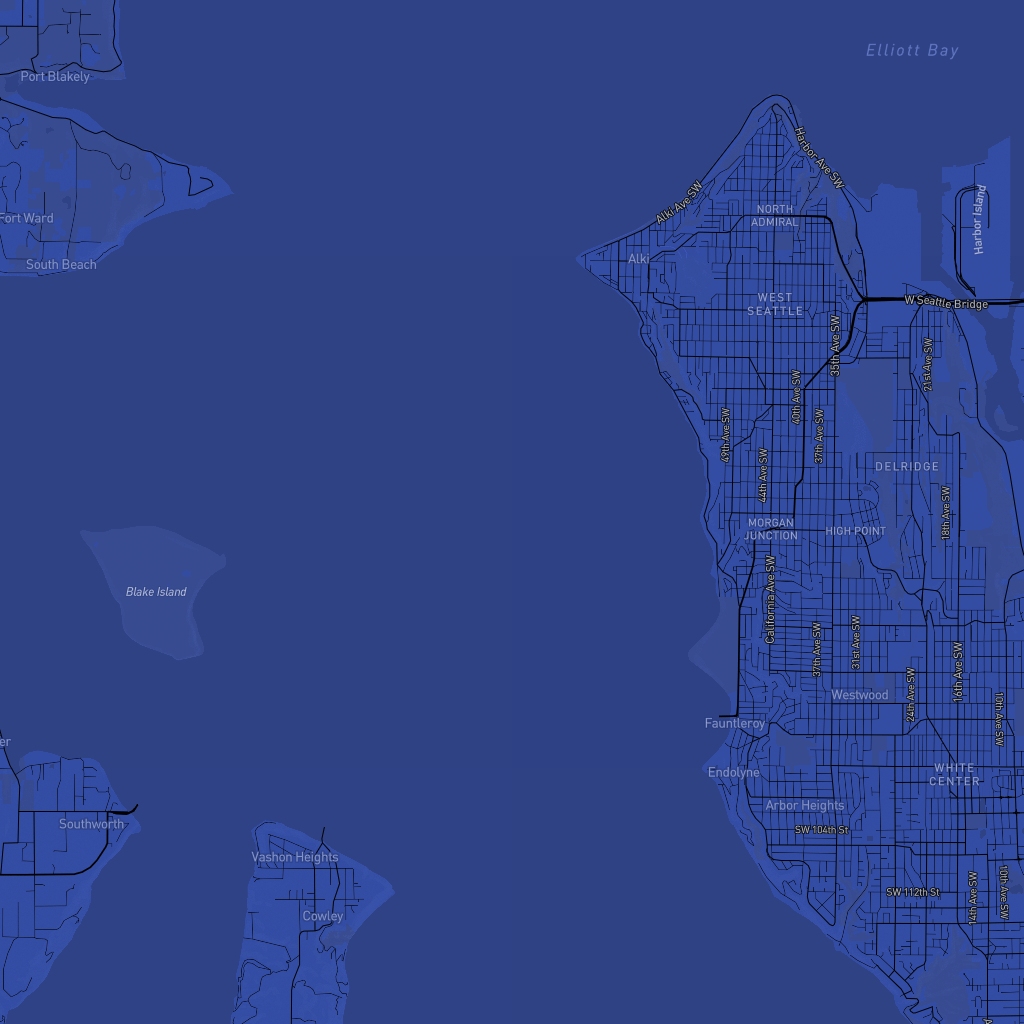 Elliott Bay
Port Blakely
Harbor Ave SW
Alki Ave SW
NORTH
ADMIRAL
Harbor Island
Fort Ward
South Beach
Alki
WEST
SEATTLE
W Seattle Bridge
35th Ave SW
21st Ave SW
40th Ave SW
49th Ave SW
37th Ave SW
44th Ave SW
DELRIDGE
18th Ave SW
MORGAN
JUNCTION
HIGH POINT
Blake Island
California Ave SW
37th Ave SW
31st Ave SW
16th Ave SW
24th Ave SW
Westwood
10th Ave SW
Fauntleroy
er
Endolyne
WHITE
CENTER
Arbor Heights
Southworth
SW 104th St
Vashon Heights
SW 112th St
14th Ave SW
10th Ave SW
Cowley